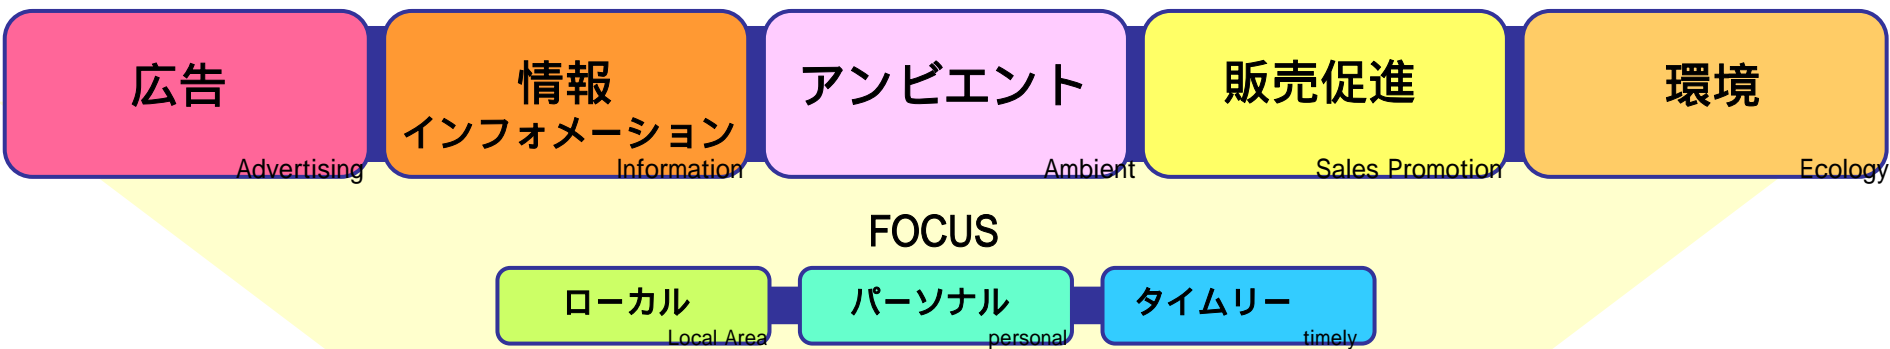 広告
Advertising
情報
インフォメーション
Information
アンビエント
Ambient
販売促進
Sales Promotion
環境
Ecology
FOCUS
ローカル
Local Area
パーソナル
personal
タイムリー
timely